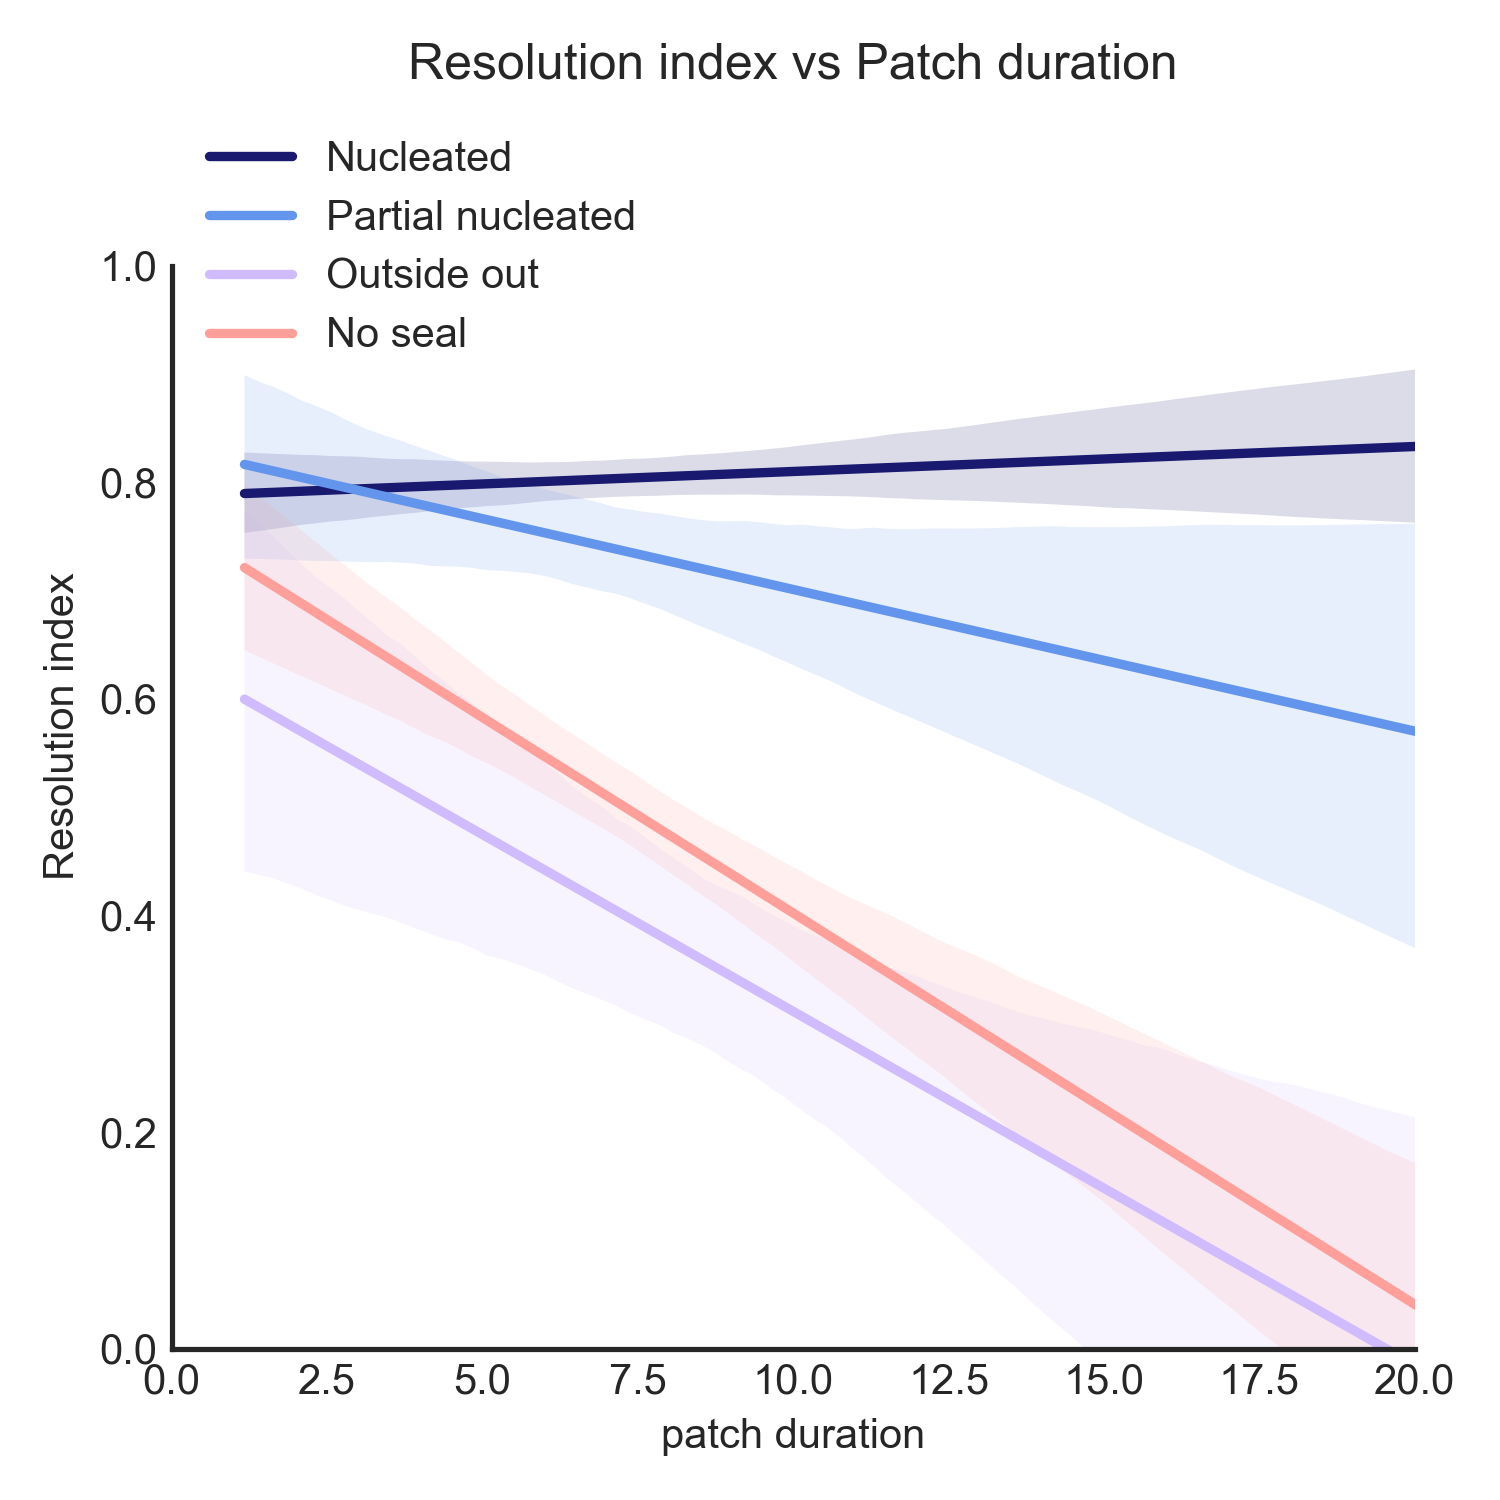 Resolution index vs Patch duration
Nucleated
Partial nucleated
Outside out
No seal
1.0
0.8
0.6
0.4
0.2
0.0
Resolution index
0.0 2.5 5.0 7.5 10.0 12.5 15.0 17.5 20.0
patch duration